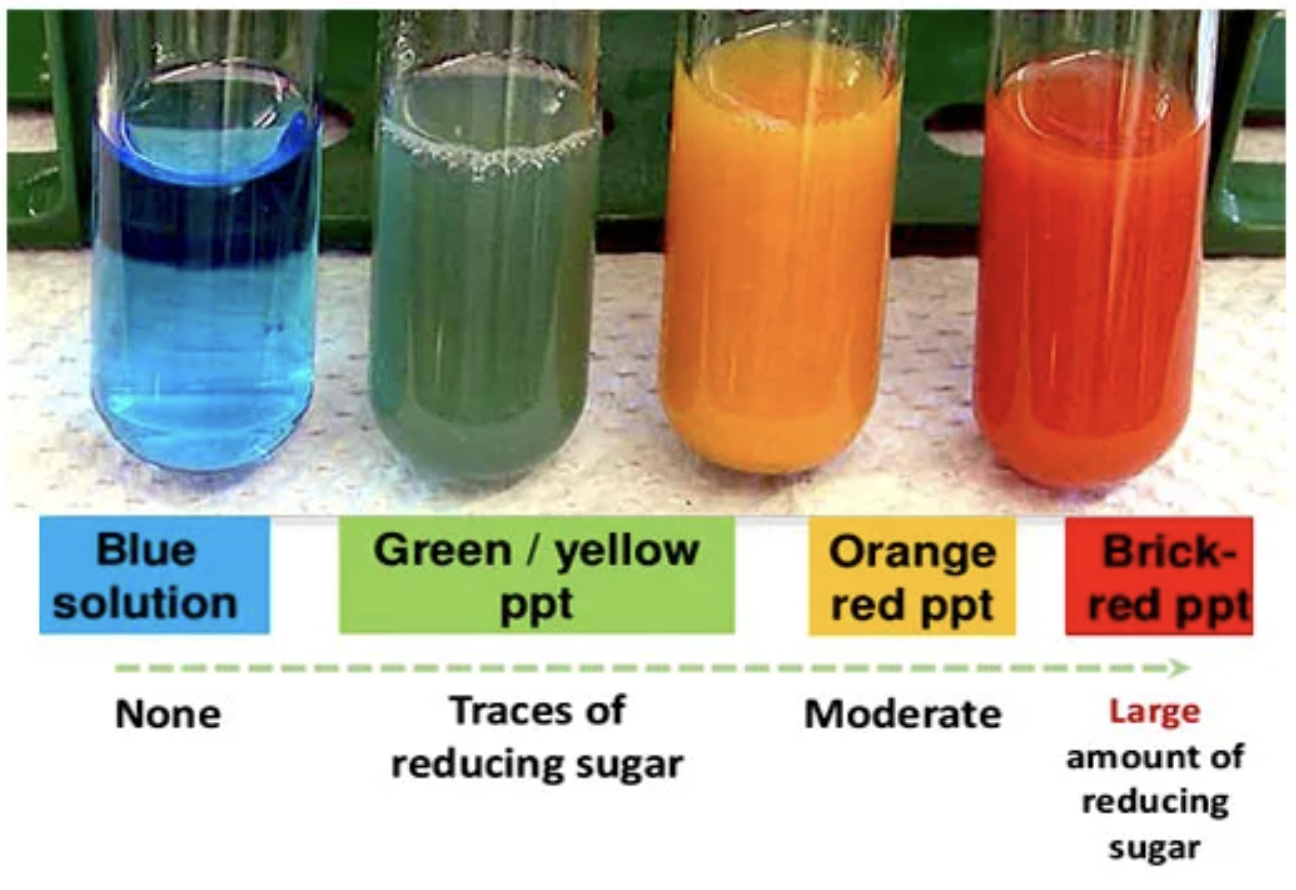 Blue
solution
Green / yellow
ppt
Orange
red ppt
Brick-
red ppt
None
Traces of
reducing sugar
Moderate
Large
amount of
reducing
sugar